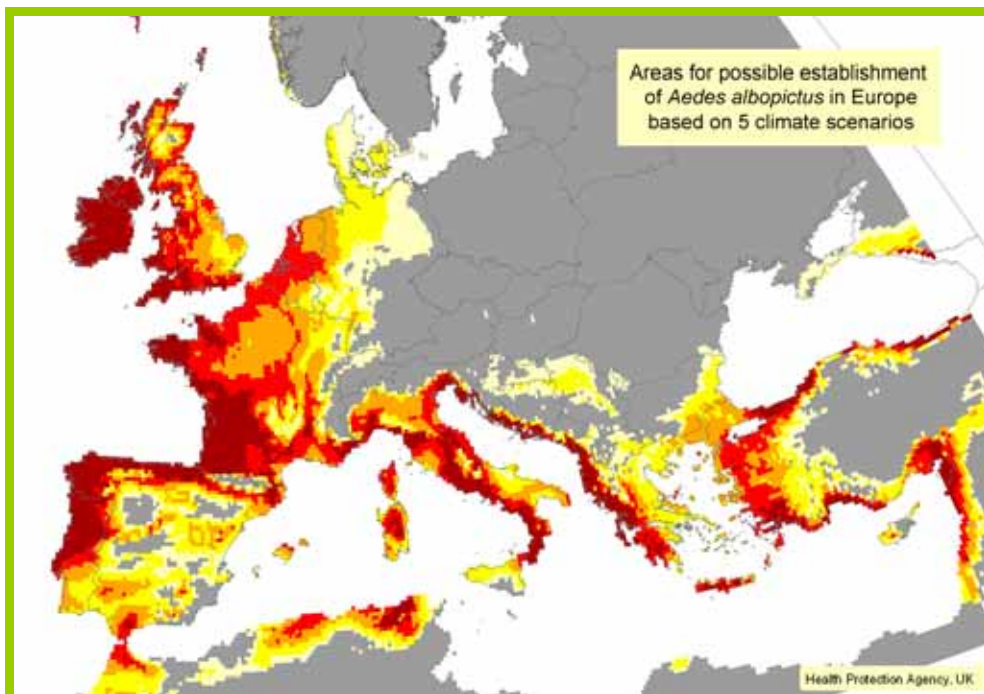 Areas for possible establishment
of Aedes albopictus in Europe
based on 5 climate scenarios
Health Protection Agency, UK